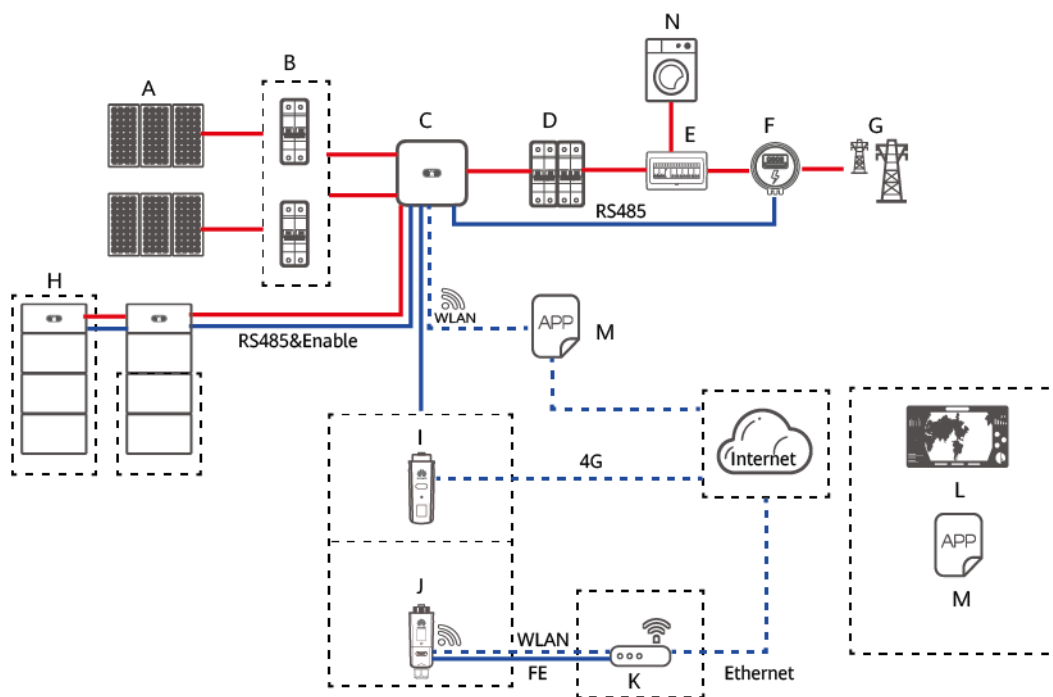 N
B
A
C
D
E
F
G
RS485
H
WLAN
APP
M
RS485&Enable
I
4G
Internet
L
APP
M
J
WLAN
FE
K
Ethernet